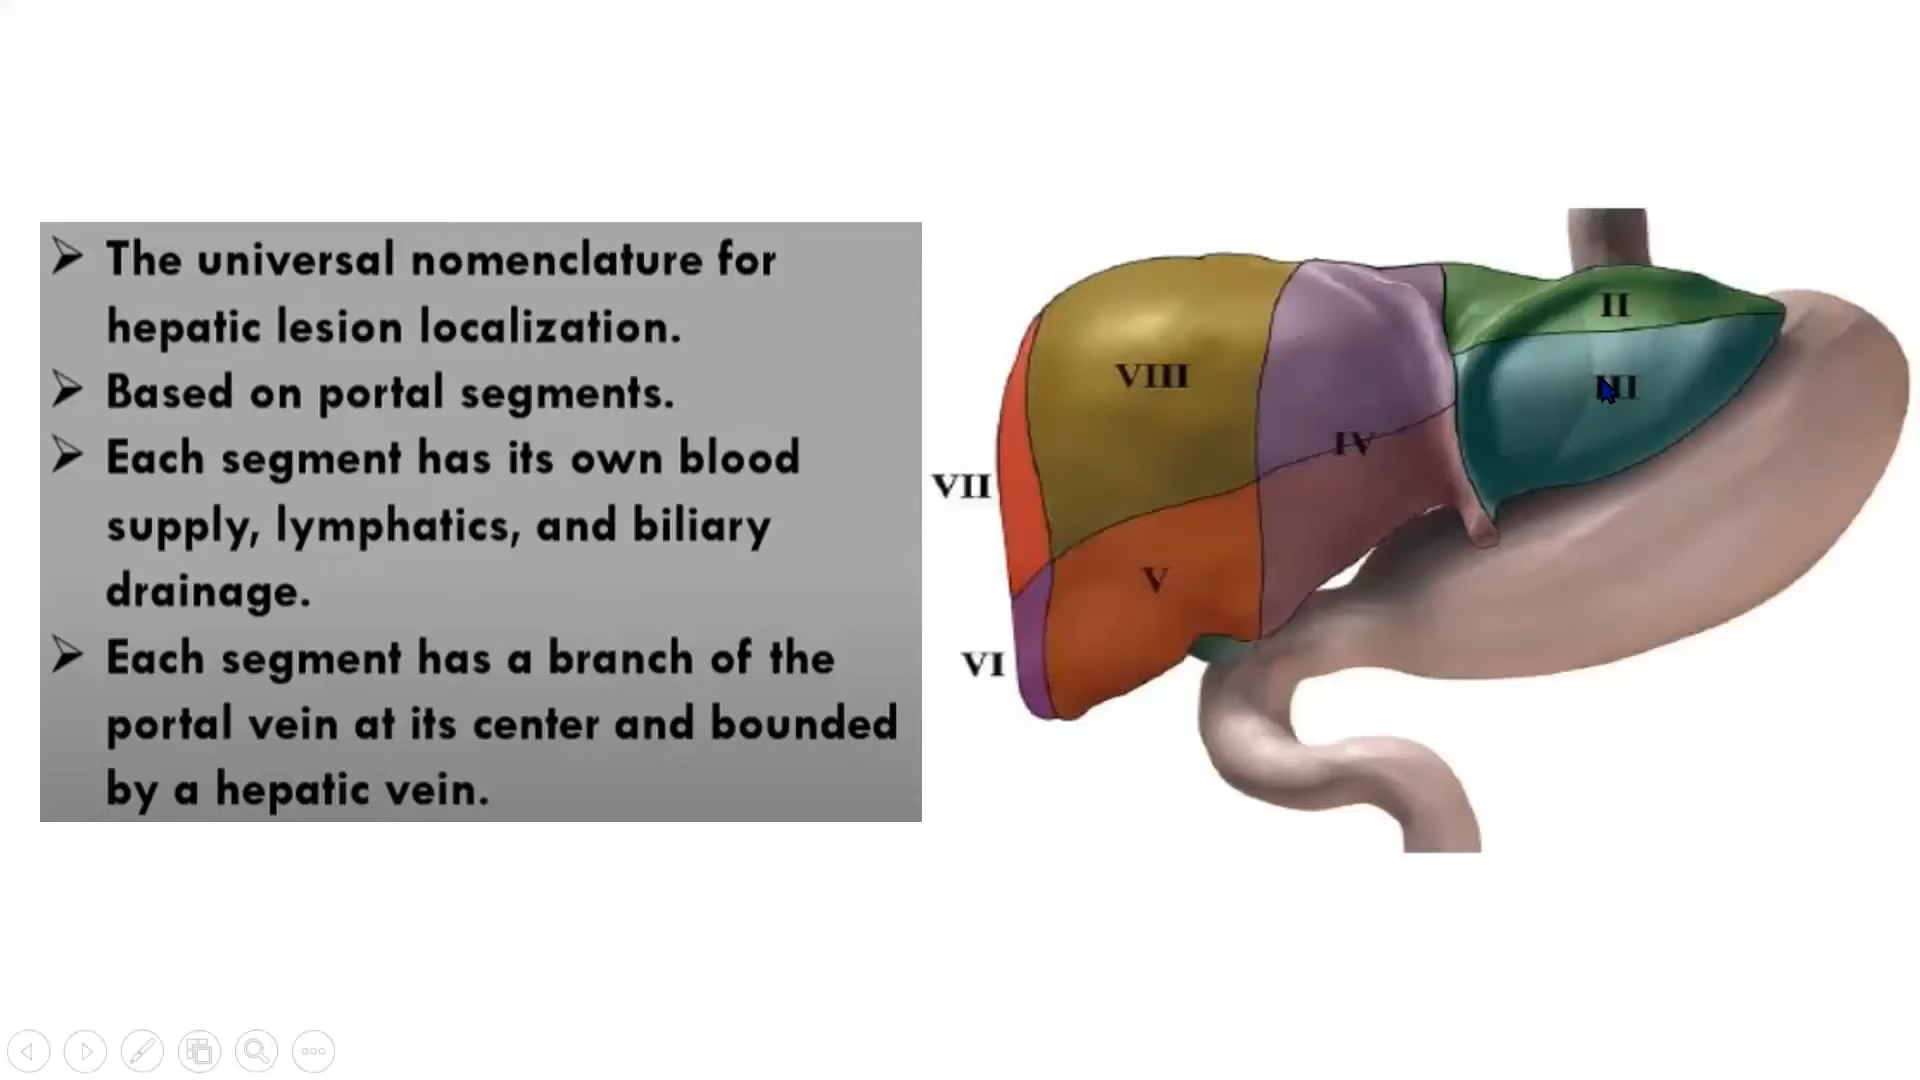 The universal nomenclature for
hepatic lesion localization.
Based on portal segments.
Each segment has its own blood
supply, lymphatics, and biliary
drainage.
Each segment has a branch of the
portal vein at its center and bounded
by a hepatic vein.
II
VIII
III
IV
VII
V
VI